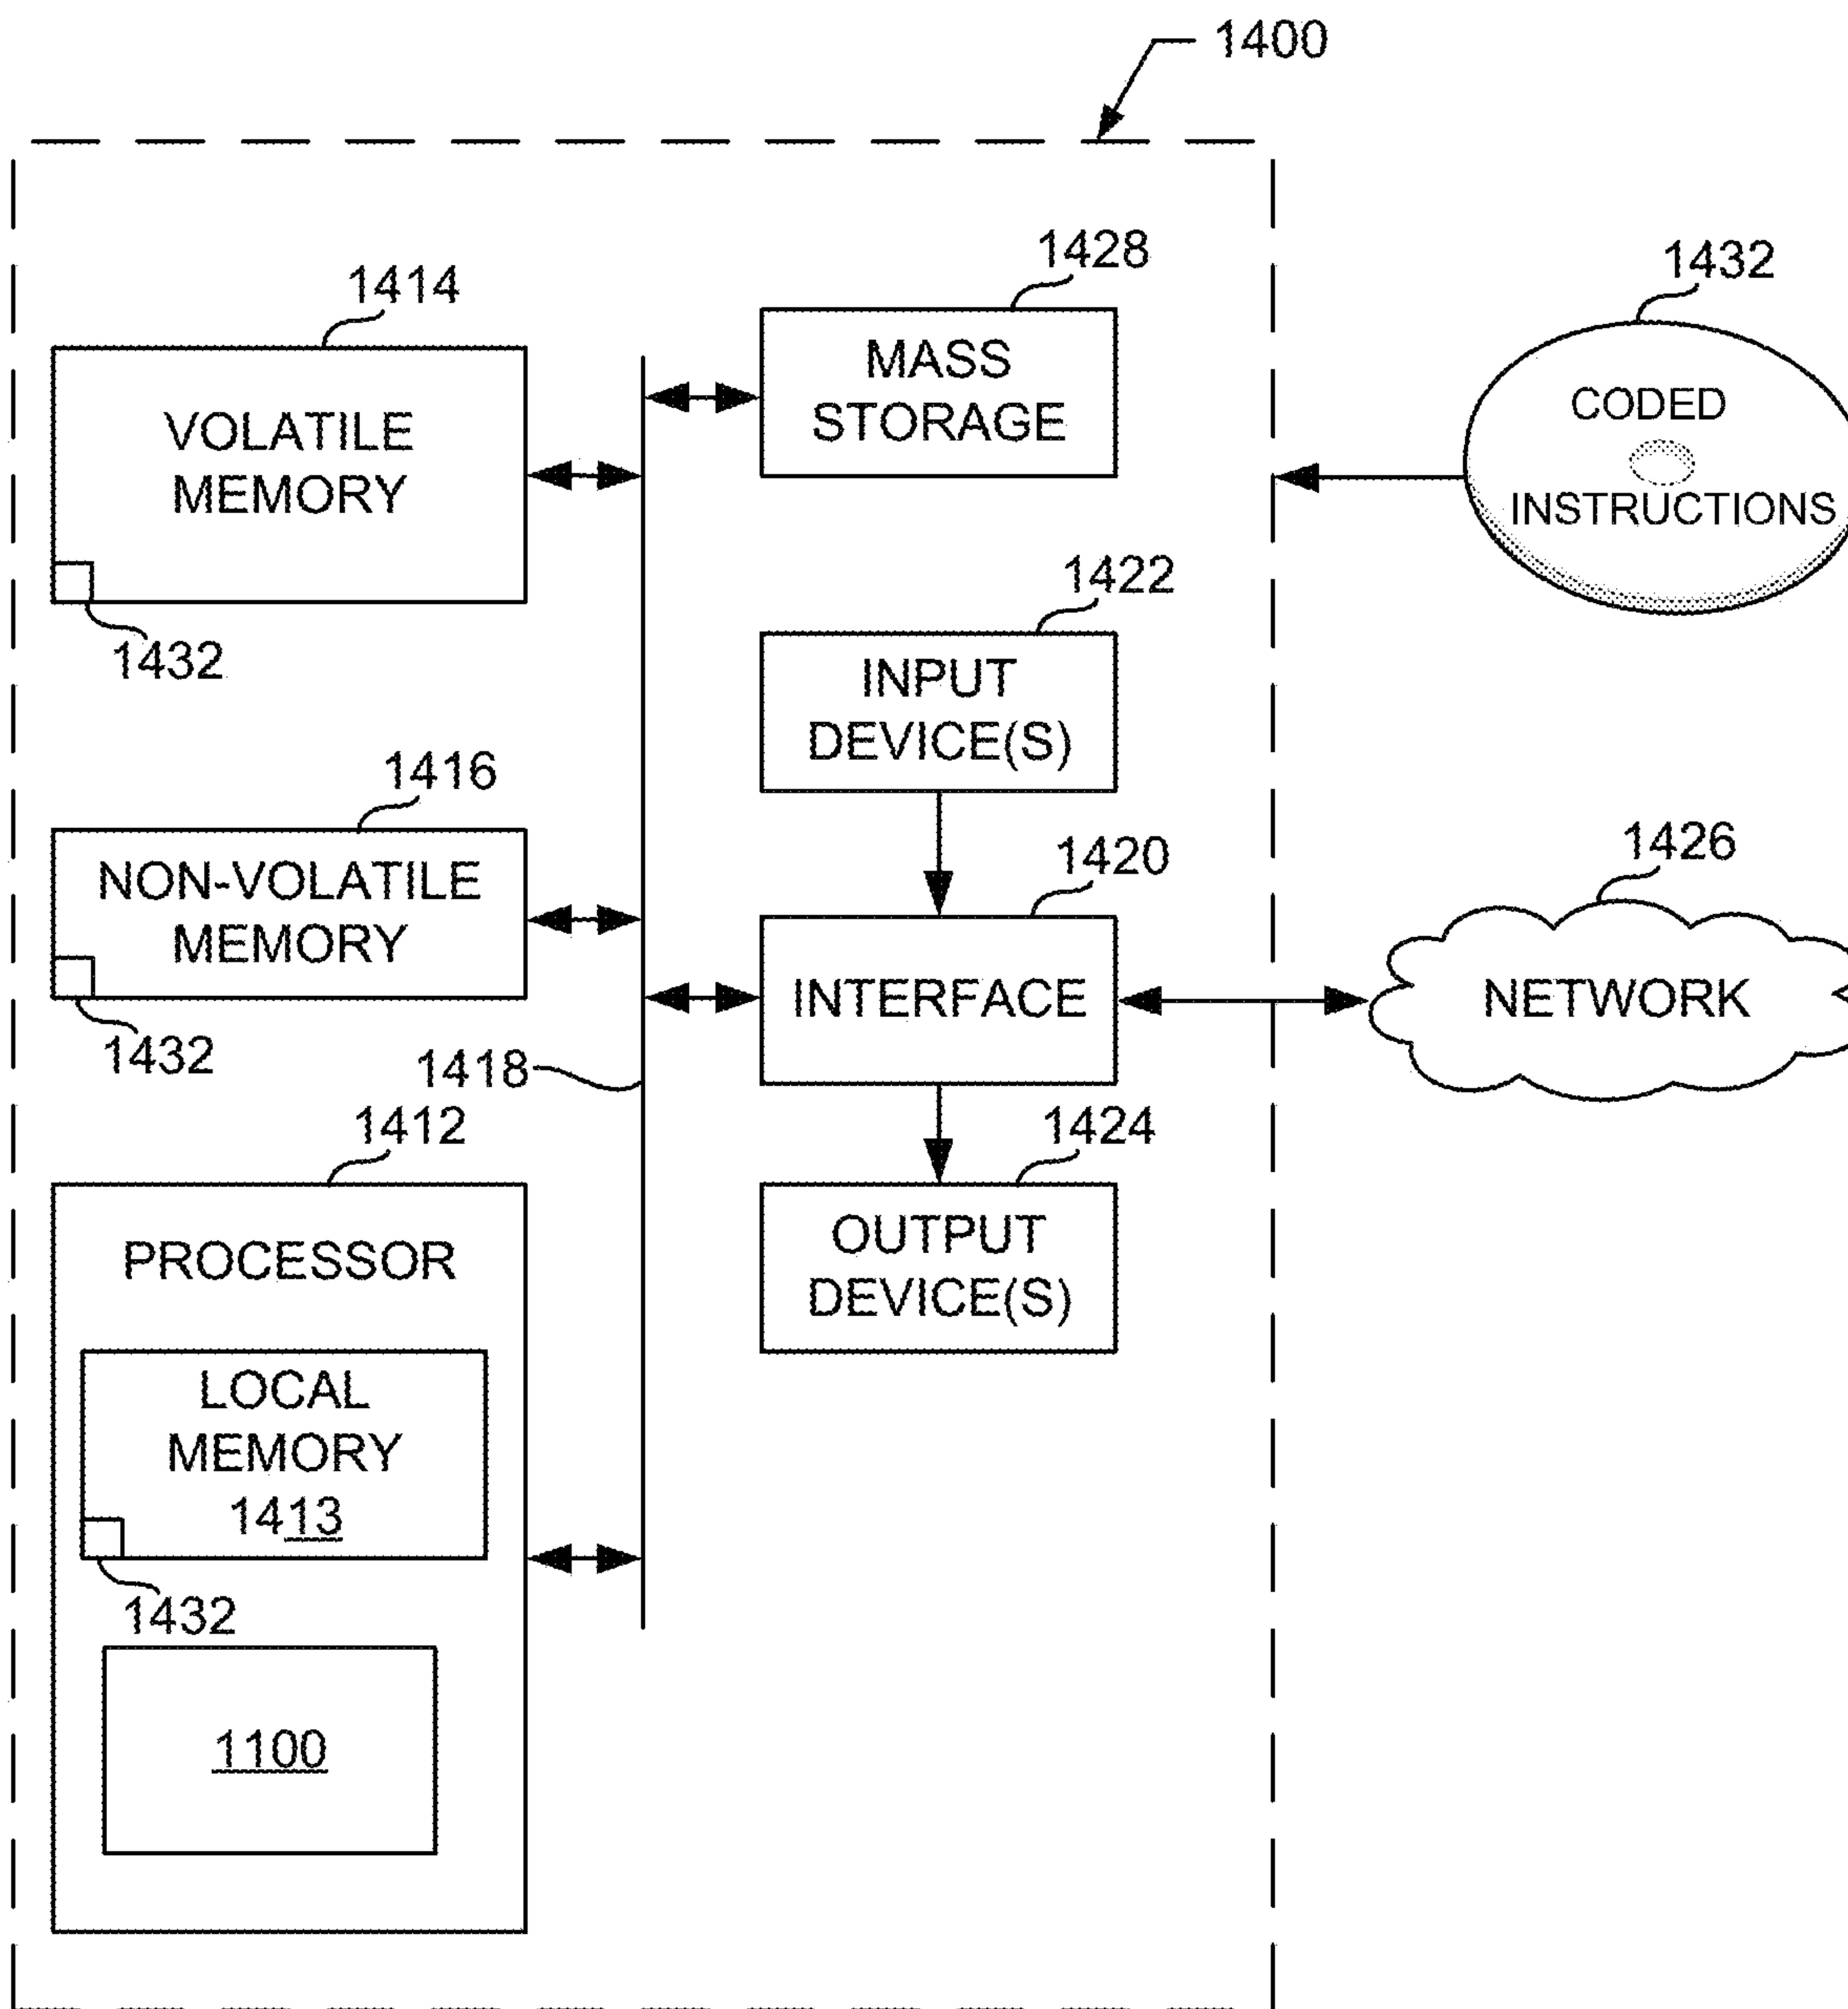 1400
1428
1432
1414
MASS
STORAGE
CODED
INSTRUCTIONS
VOLATILE
MEMORY
1432
1422
INPUT
DEVICE(S)
1416
NON-VOLATILE
MEMORY
1432
1420
1426
INTERFACE
NETWORK
1418
1412
1424
PROCESSOR
OUTPUT
DEVICE(S)
LOCAL
MEMORY
1413
1432
1100